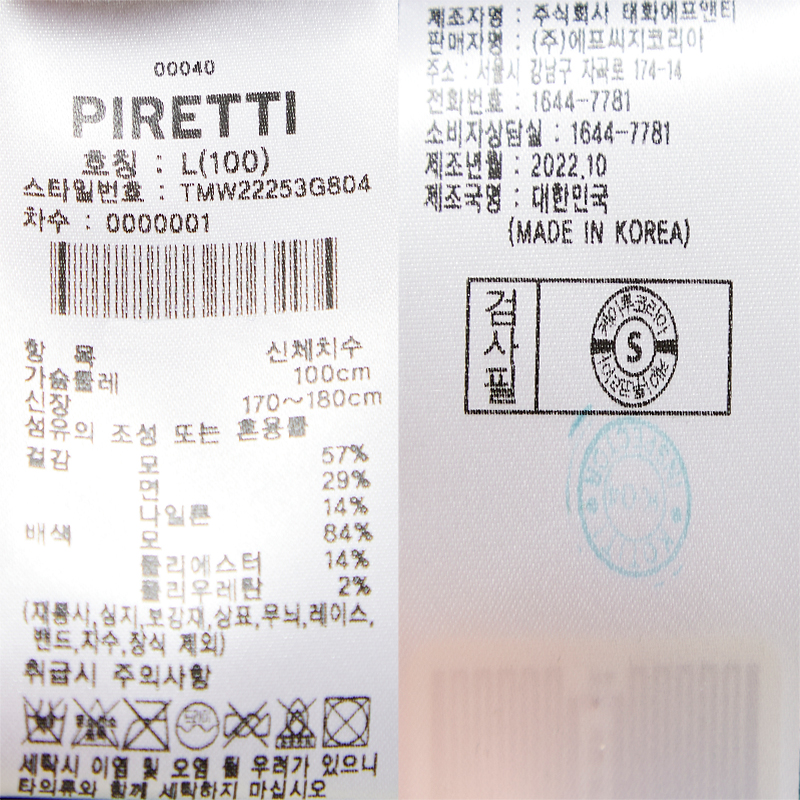 00040
PIRETTI
호칭 : L(100)
스타일번호 : TMW22253G804
차수 : 0000001
항 목 신체치수
가슴둘레 100cm
신장 170~180cm
섬유의 조성 또는 혼용률
겉감 모 57%
면 29%
나일론 14%
배색 모 84%
폴리에스터 14%
폴리우레탄 2%
(재봉사,심지,보강재,상표,무늬,레이스,
밴드,자수,장식 제외)
취급시 주의사항
세탁시 이염 및 오염 될 우려가 있으니
타의류와 함께 세탁하지 마십시오
제조자명 : 주식회사 태화에프앤티
판매자명 : (주)에프씨지코리아
주소 : 서울시 강남구 자곡로 174-14
전화번호 : 1644-7781
소비자상담실 : 1644-7781
제조년월 : 2022.10
제조국명 : 대한민국
(MADE IN KOREA)
검사필
S